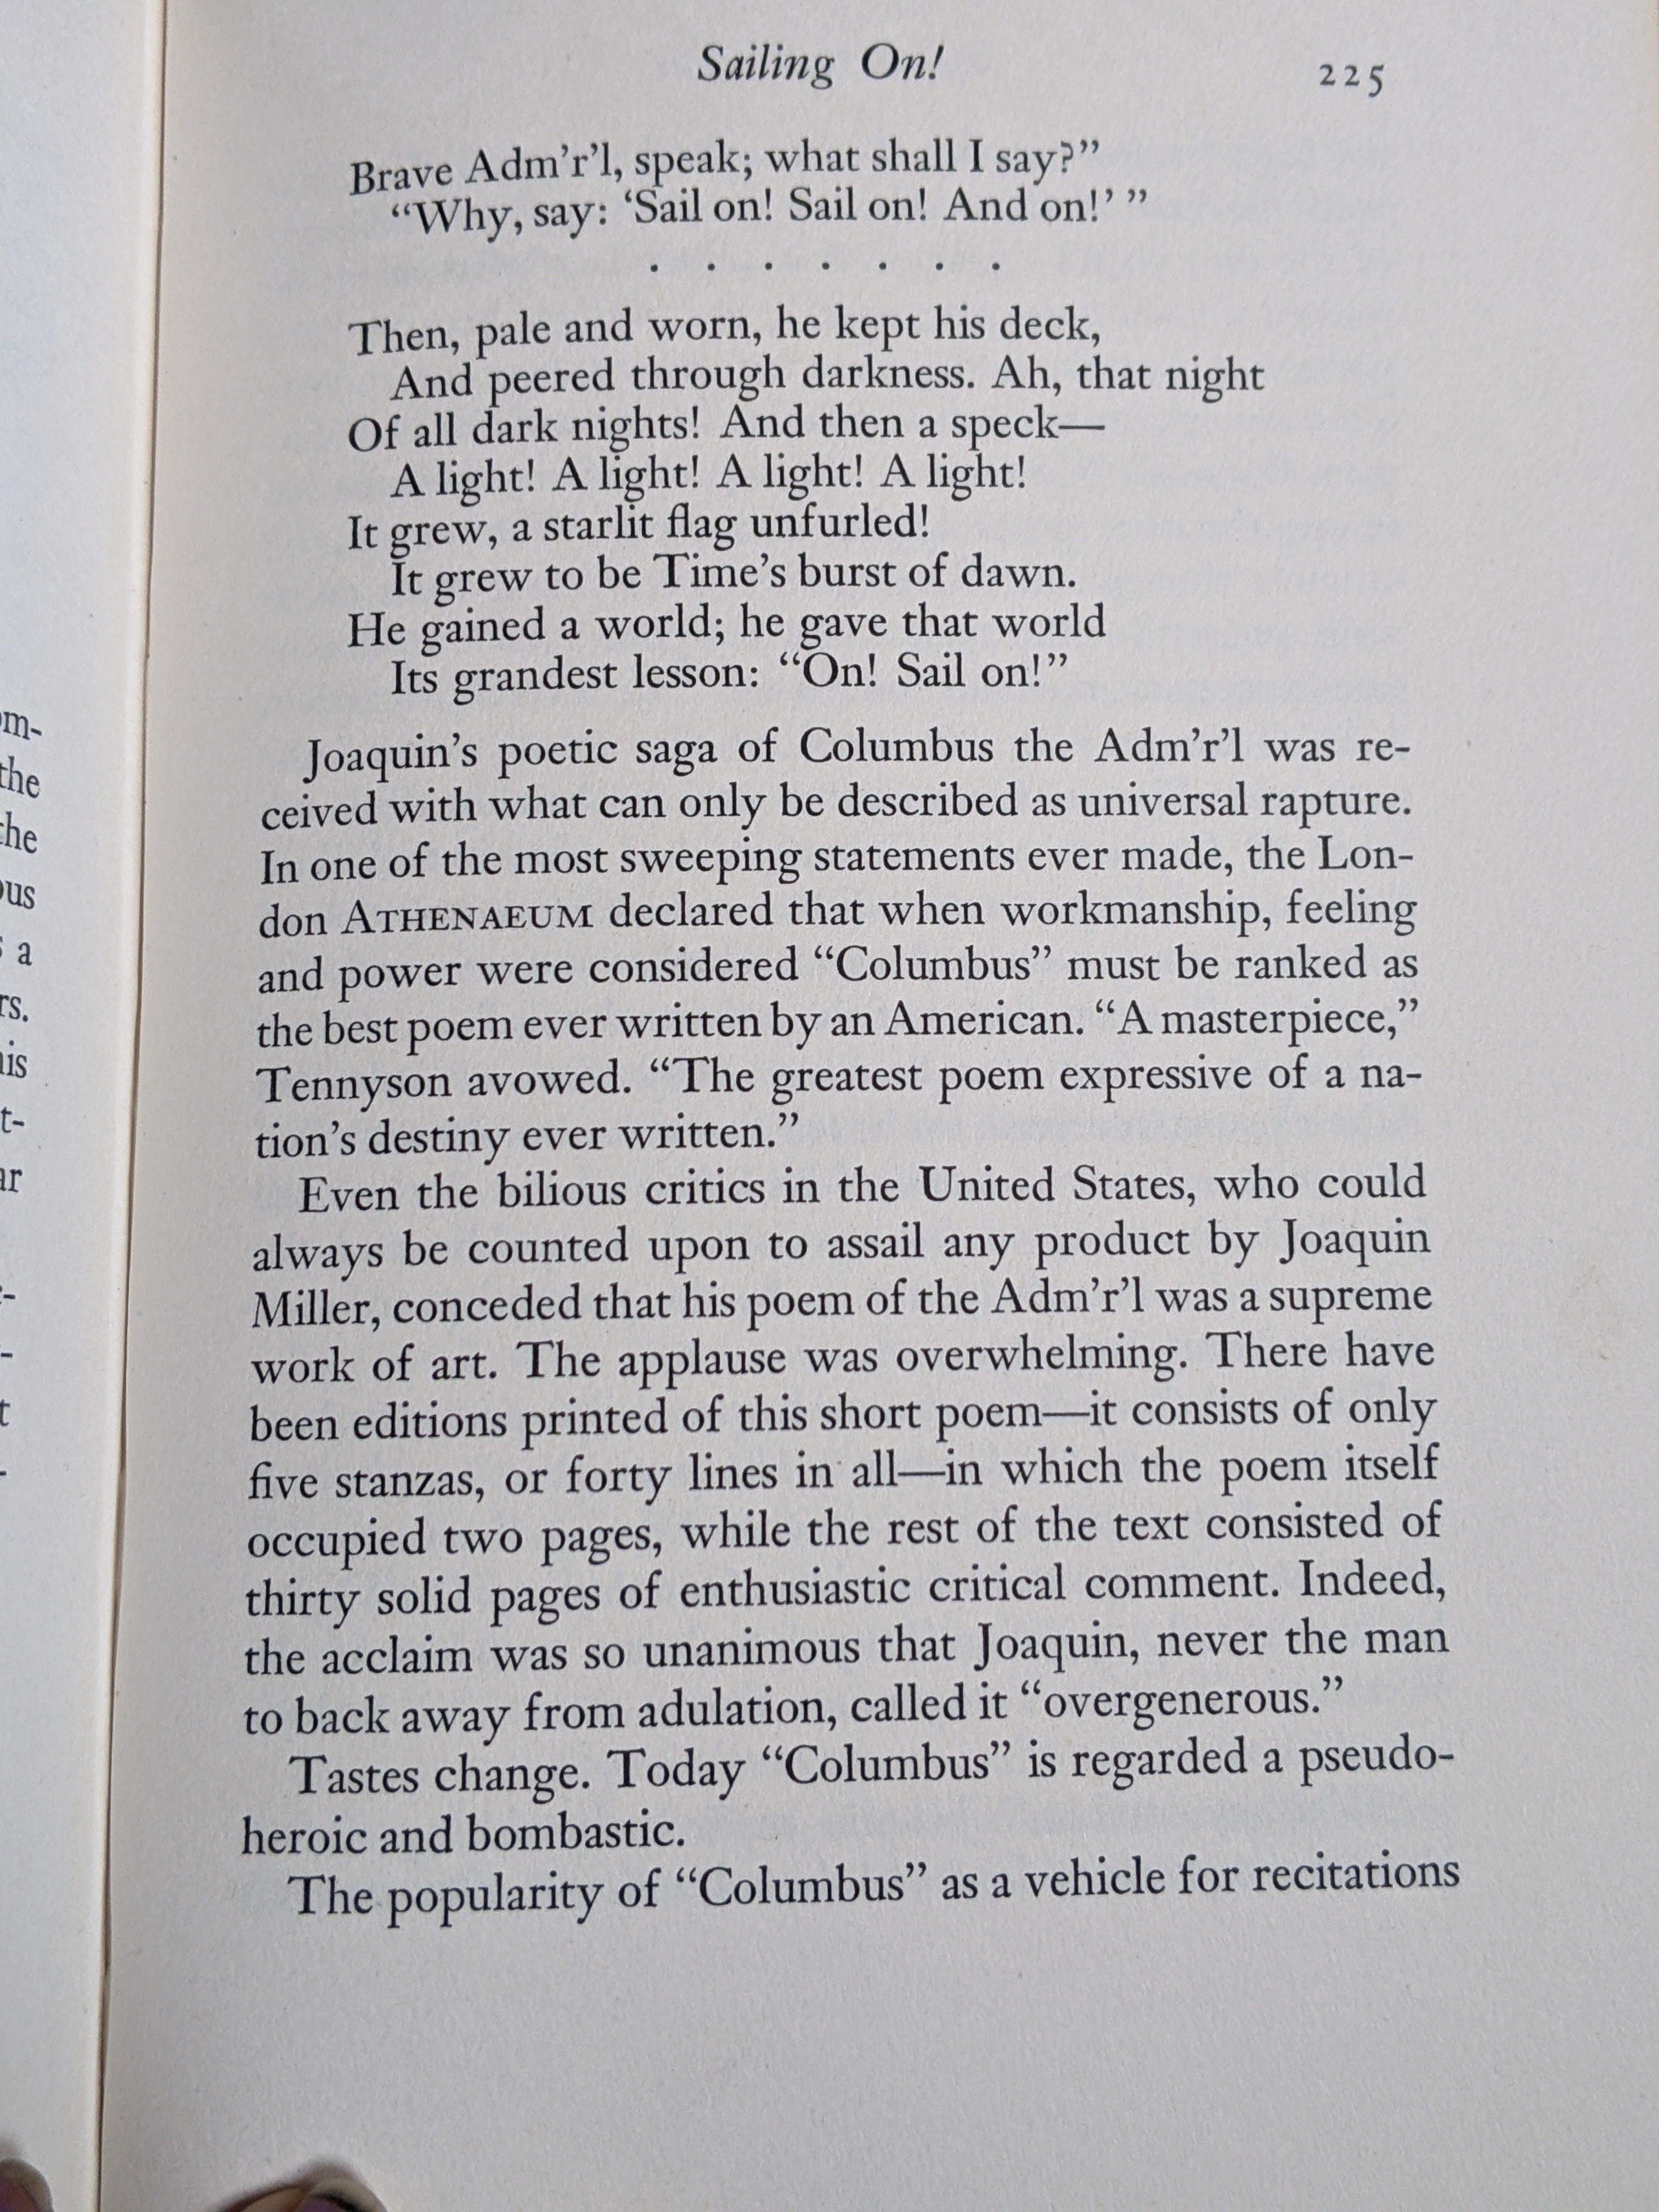 Sailing On! 225
Brave Adm'r'l, speak; what shall I say?”
“Why, say: ‘Sail on! Sail on! And on!’ ”
. . . . . . .
Then, pale and worn, he kept his deck,
And peered through darkness. Ah, that night
Of all dark nights! And then a speck—
A light! A light! A light! A light!
It grew, a starlit flag unfurled!
It grew to be Time’s burst of dawn.
He gained a world; he gave that world
Its grandest lesson: “On! Sail on!”
Joaquin’s poetic saga of Columbus the Adm'r'l was re-
ceived with what can only be described as universal rapture.
In one of the most sweeping statements ever made, the Lon-
don ATHENAEUM declared that when workmanship, feeling
and power were considered “Columbus” must be ranked as
the best poem ever written by an American. “A masterpiece,”
Tennyson avowed. “The greatest poem expressive of a na-
tion’s destiny ever written.”
Even the bilious critics in the United States, who could
always be counted upon to assail any product by Joaquin
Miller, conceded that his poem of the Adm'r'l was a supreme
work of art. The applause was overwhelming. There have
been editions printed of this short poem—it consists of only
five stanzas, or forty lines in all—in which the poem itself
occupied two pages, while the rest of the text consisted of
thirty solid pages of enthusiastic critical comment. Indeed,
the acclaim was so unanimous that Joaquin, never the man
to back away from adulation, called it “overgenerous.”
Tastes change. Today “Columbus” is regarded a pseudo-
heroic and bombastic.
The popularity of “Columbus” as a vehicle for recitations